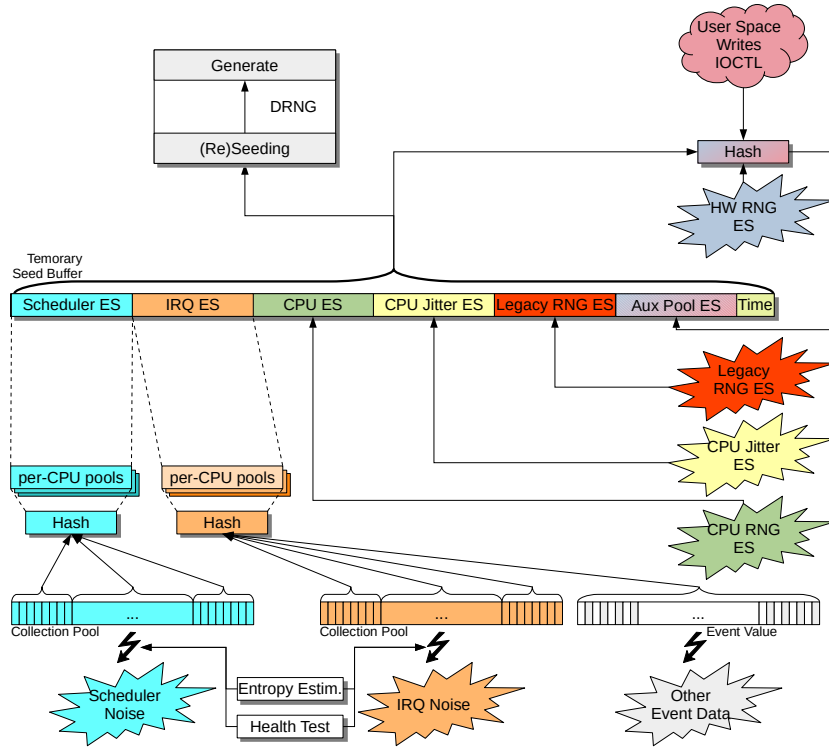 User Space
Writes
IOCTL
Generate
DRNG
(Re)Seeding
Hash
HW RNG
ES
Temorary
Seed Buffer
Scheduler ES
IRQ ES
CPU ES
CPU Jitter ES
Legacy RNG ES
Aux Pool ES
Time
Legacy
RNG ES
CPU Jitter
ES
per-CPU pools
per-CPU pools
Hash
Hash
CPU RNG
ES
...
...
...
Collection Pool
Collection Pool
Event Value
Scheduler
Noise
Entropy Estim.
Health Test
IRQ Noise
Other
Event Data